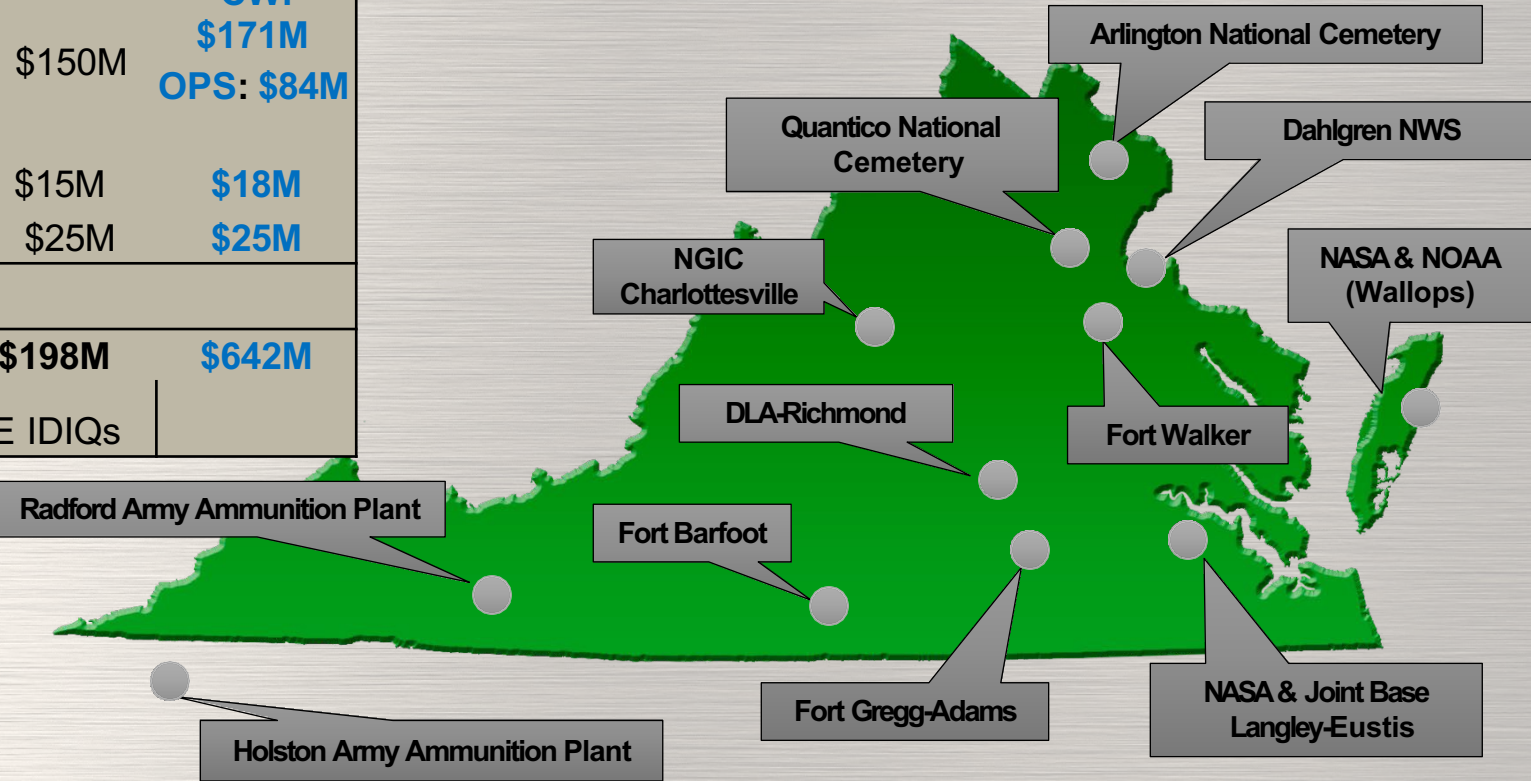 $171M
$150M
OPS: $84M
$15M $18M
$25M $25M
$198M $642M
E IDIQs
Arlington National Cemetery
Quantico National
Cemetery
Dahlgren NWS
NGIC
Charlottesville
NASA & NOAA
(Wallops)
DLA-Richmond
Fort Walker
Radford Army Ammunition Plant
Fort Barfoot
Fort Gregg-Adams
NASA & Joint Base
Langley-Eustis
Holston Army Ammunition Plant